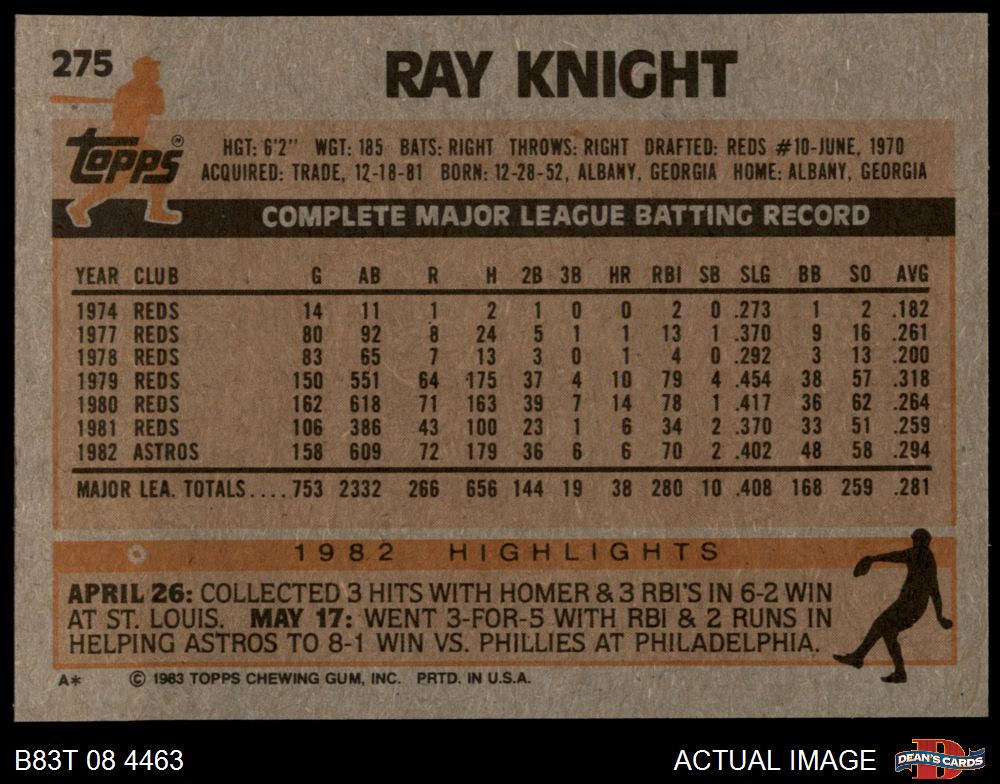 275
RAY KNIGHT
topps®
HGT: 6'2" WGT: 185 BATS: RIGHT THROWS: RIGHT DRAFTED: REDS #10-JUNE, 1970
ACQUIRED: TRADE, 12-18-81 BORN: 12-28-52, ALBANY, GEORGIA HOME: ALBANY, GEORGIA
COMPLETE MAJOR LEAGUE BATTING RECORD
YEAR CLUB G AB R H 2B 3B HR RBI SB SLG BB SO AVG
1974 REDS 14 11 1 2 1 0 0 2 0 .273 1 2 .182
1977 REDS 80 92 8 24 5 1 1 13 1 .370 9 16 .261
1978 REDS 83 65 7 13 3 0 1 4 0 .292 3 13 .200
1979 REDS 150 551 64 175 37 4 10 79 4 .454 38 57 .318
1980 REDS 162 618 71 163 39 7 14 78 1 .417 36 62 .264
1981 REDS 106 386 43 100 23 1 6 34 2 .370 33 51 .259
1982 ASTROS 158 609 72 179 36 6 6 70 2 .402 48 58 .294
MAJOR LEA. TOTALS....753 2332 266 656 144 19 38 280 10 .408 168 259 .281
1982 HIGHLIGHTS
APRIL 26: COLLECTED 3 HITS WITH HOMER & 3 RBI'S IN 6-2 WIN
AT ST. LOUIS. MAY 17: WENT 3-FOR-5 WITH RBI & 2 RUNS IN
HELPING ASTROS TO 8-1 WIN VS. PHILLIES AT PHILADELPHIA.
A* © 1983 TOPPS CHEWING GUM, INC. PRTD. IN U.S.A.
B83T 08 4463 ACTUAL IMAGE D DEAN'S CARDS